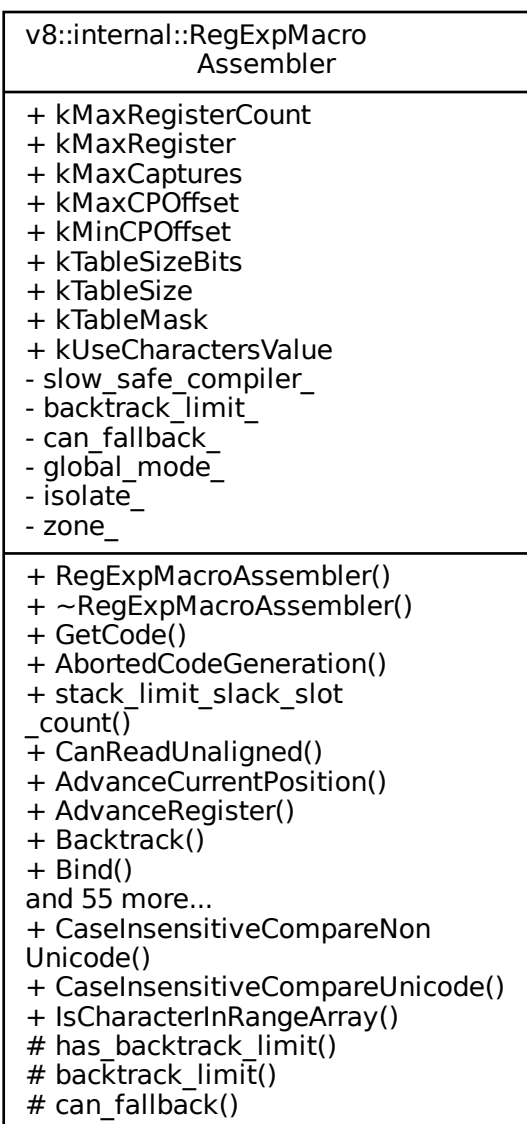 v8::internal::RegExpMacro
Assembler
+ kMaxRegisterCount
+ kMaxRegister
+ kMaxCaptures
+ kMaxCPOffset
+ kMinCPOffset
+ kTableSizeBits
+ kTableSize
+ kTableMask
+ kUseCharactersValue
- slow_safe_compiler_
- backtrack_limit_
- can_fallback_
- global_mode_
- isolate_
- zone_
+ RegExpMacroAssembler()
+ ~RegExpMacroAssembler()
+ GetCode()
+ AbortedCodeGeneration()
+ stack_limit_slack_slot
_count()
+ CanReadUnaligned()
+ AdvanceCurrentPosition()
+ AdvanceRegister()
+ Backtrack()
+ Bind()
and 55 more...
+ CaseInsensitiveCompareNon
Unicode()
+ CaseInsensitiveCompareUnicode()
+ IsCharacterInRangeArray()
# has_backtrack_limit()
# backtrack_limit()
# can_fallback()